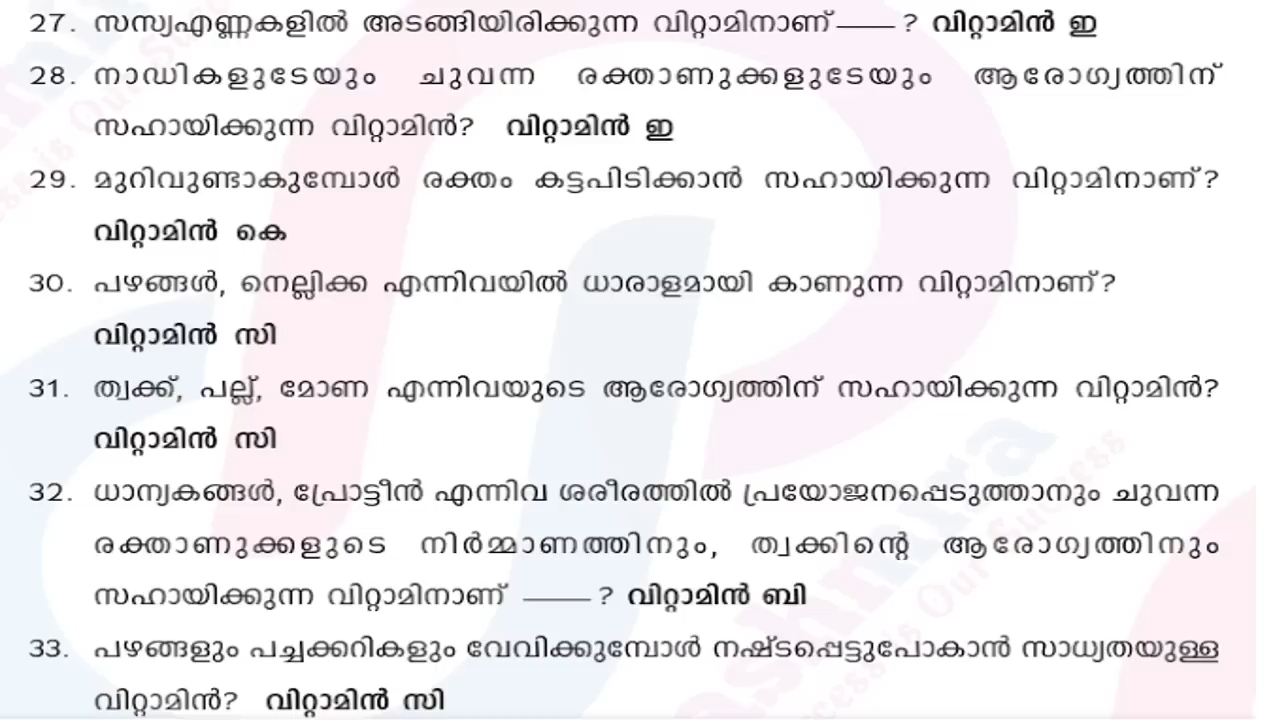 27. സസ്യഎണ്ണകളിൽ അടങ്ങിയിരിക്കുന്ന വിറ്റാമിനാണ് ——? വിറ്റാമിൻ ഇ
28. നാഡികളുടേയും ചുവന്ന രക്താണുക്കളുടേയും ആരോഗ്യത്തിന്
സഹായിക്കുന്ന വിറ്റാമിൻ? വിറ്റാമിൻ ഇ
29. മുറിവുണ്ടാകുമ്പോൾ രക്തം കട്ടപിടിക്കാൻ സഹായിക്കുന്ന വിറ്റാമിനാണ്?
വിറ്റാമിൻ കെ
30. പഴങ്ങൾ, നെല്ലിക്ക എന്നിവയിൽ ധാരാളമായി കാണുന്ന വിറ്റാമിനാണ്?
വിറ്റാമിൻ സി
31. ത്വക്ക്, പല്ല്, മോണ എന്നിവയുടെ ആരോഗ്യത്തിന് സഹായിക്കുന്ന വിറ്റാമിൻ?
വിറ്റാമിൻ സി
32. ധാന്യകങ്ങൾ, പ്രോട്ടീൻ എന്നിവ ശരീരത്തിൽ പ്രയോജനപ്പെടുത്താനും ചുവന്ന
രക്താണുക്കളുടെ നിർമ്മാണത്തിനും, ത്വക്കിന്റെ ആരോഗ്യത്തിനും
സഹായിക്കുന്ന വിറ്റാമിനാണ് ——? വിറ്റാമിൻ ബി
33. പഴങ്ങളും പച്ചക്കറികളും വേവിക്കുമ്പോൾ നഷ്ടപ്പെട്ടുപോകാൻ സാധ്യതയുള്ള
വിറ്റാമിൻ? വിറ്റാമിൻ സി